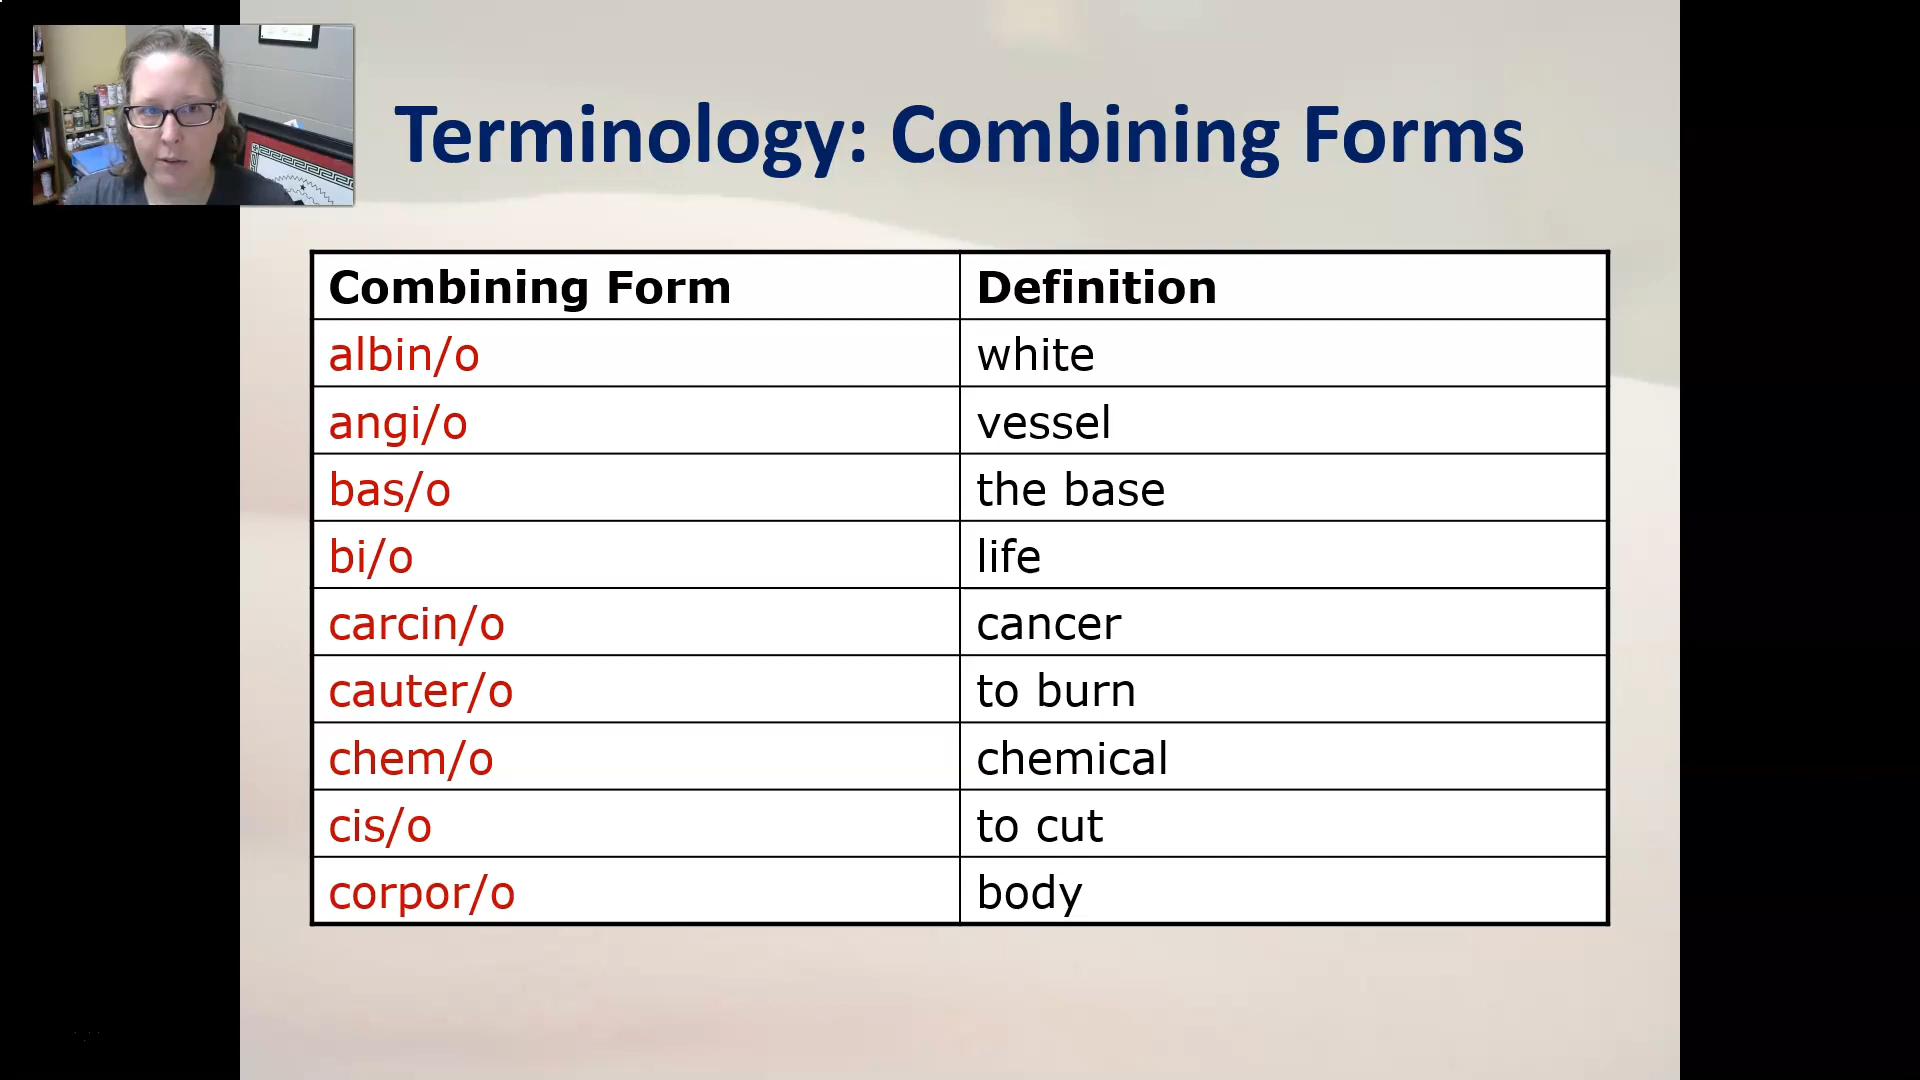 Terminology: Combining Forms
Combining Form Definition
albin/o white
angi/o vessel
bas/o the base
bi/o life
carcin/o cancer
cauter/o to burn
chem/o chemical
cis/o to cut
corpor/o body